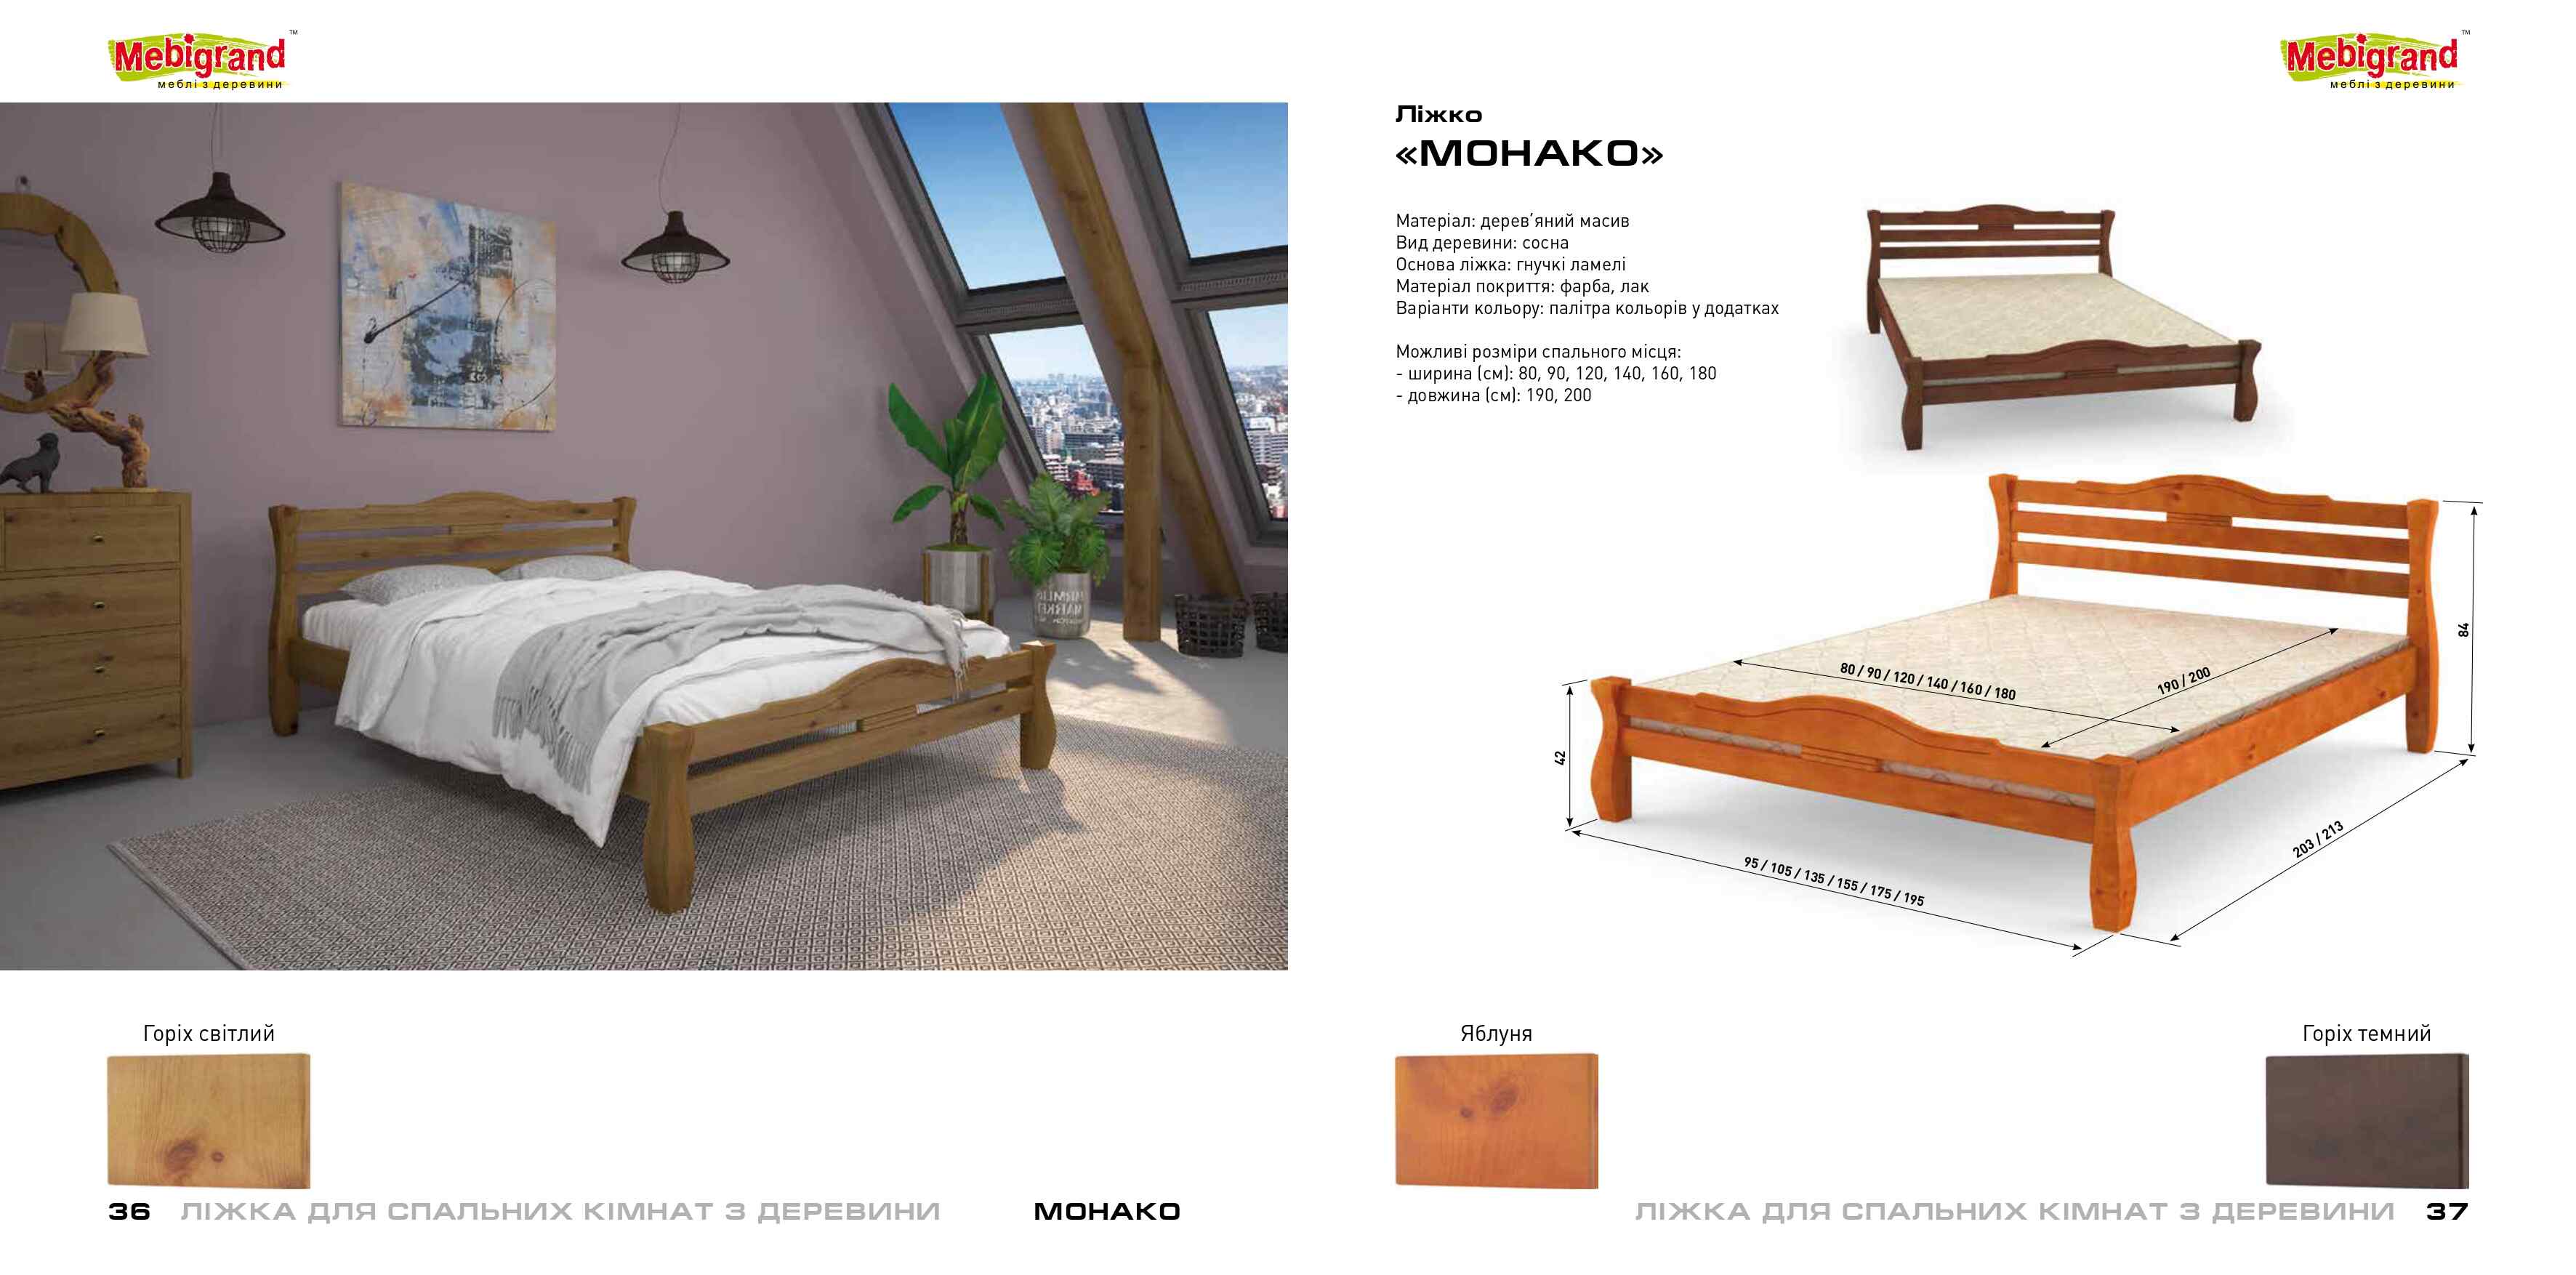 Mebigrand TM
меблі з деревини
Горіх світлий
36 ЛІЖКА ДЛЯ СПАЛЬНИХ КІМНАТ З ДЕРЕВИНИ МОНАКО
Mebigrand TM
меблі з деревини
Ліжко
«МОНАКО»
Матеріал: дерев’яний масив
Вид деревини: сосна
Основа ліжка: гнучкі ламелі
Матеріал покриття: фарба, лак
Варіанти кольору: палітра кольорів у додатках
Можливі розміри спального місця:
- ширина (см): 80, 90, 120, 140, 160, 180
- довжина (см): 190, 200
80 / 90 / 120 / 140 / 160 / 180
190 / 200
84
42
95 / 105 / 135 / 155 / 175 / 195
203 / 213
Яблуня
Горіх темний
ЛІЖКА ДЛЯ СПАЛЬНИХ КІМНАТ З ДЕРЕВИНИ 37